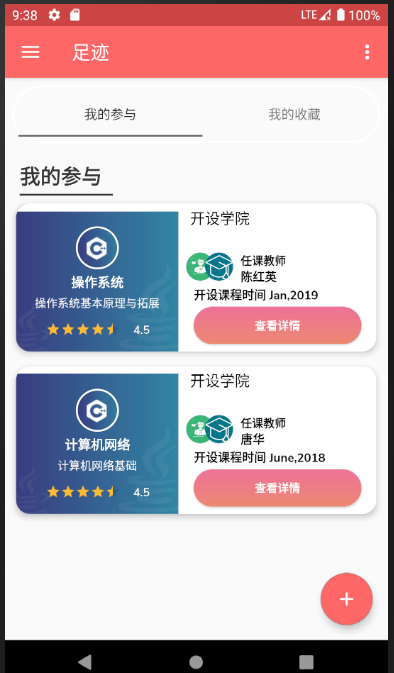 9:38 LTE 100%
足迹
我的参与 我的收藏
我的参与
开设学院
操作系统
操作系统基本原理与拓展
4.5
任课教师
陈红英
开设课程时间 Jan,2019
查看详情
开设学院
计算机网络
计算机网络基础
4.5
任课教师
唐华
开设课程时间 June,2018
查看详情